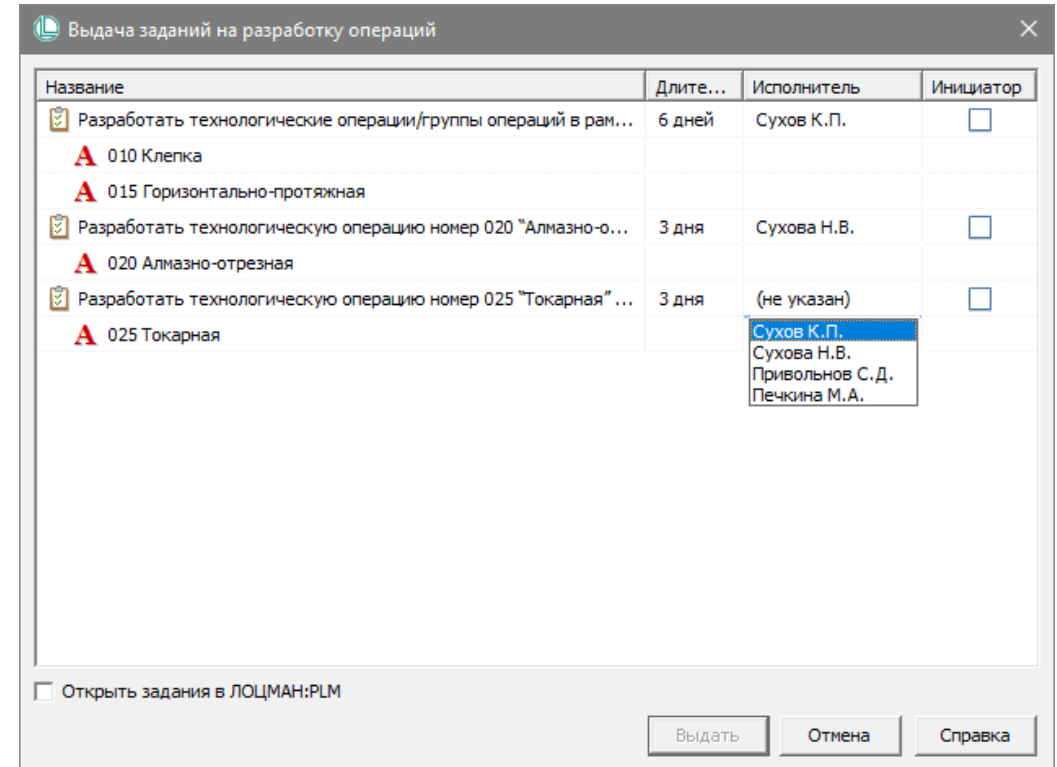 Выдача заданий на разработку операций
Название Длите... Исполнитель Инициатор
Разработать технологические операции/группы операций в рам... 6 дней Сухов К.П.
А 010 Клепка
А 015 Горизонтально-протяжная
Разработать технологическую операцию номер 020 "Алмазно-о... 3 дня Сухова Н.В.
А 020 Алмазно-отрезная
Разработать технологическую операцию номер 025 "Токарная" ... 3 дня (не указан)
А 025 Токарная
Сухов К.П.
Сухова Н.В.
Привольнов С.Д.
Печкина М.А.
Открыть задания в ЛОЦМАН:PLM
Выдать Отмена Справка